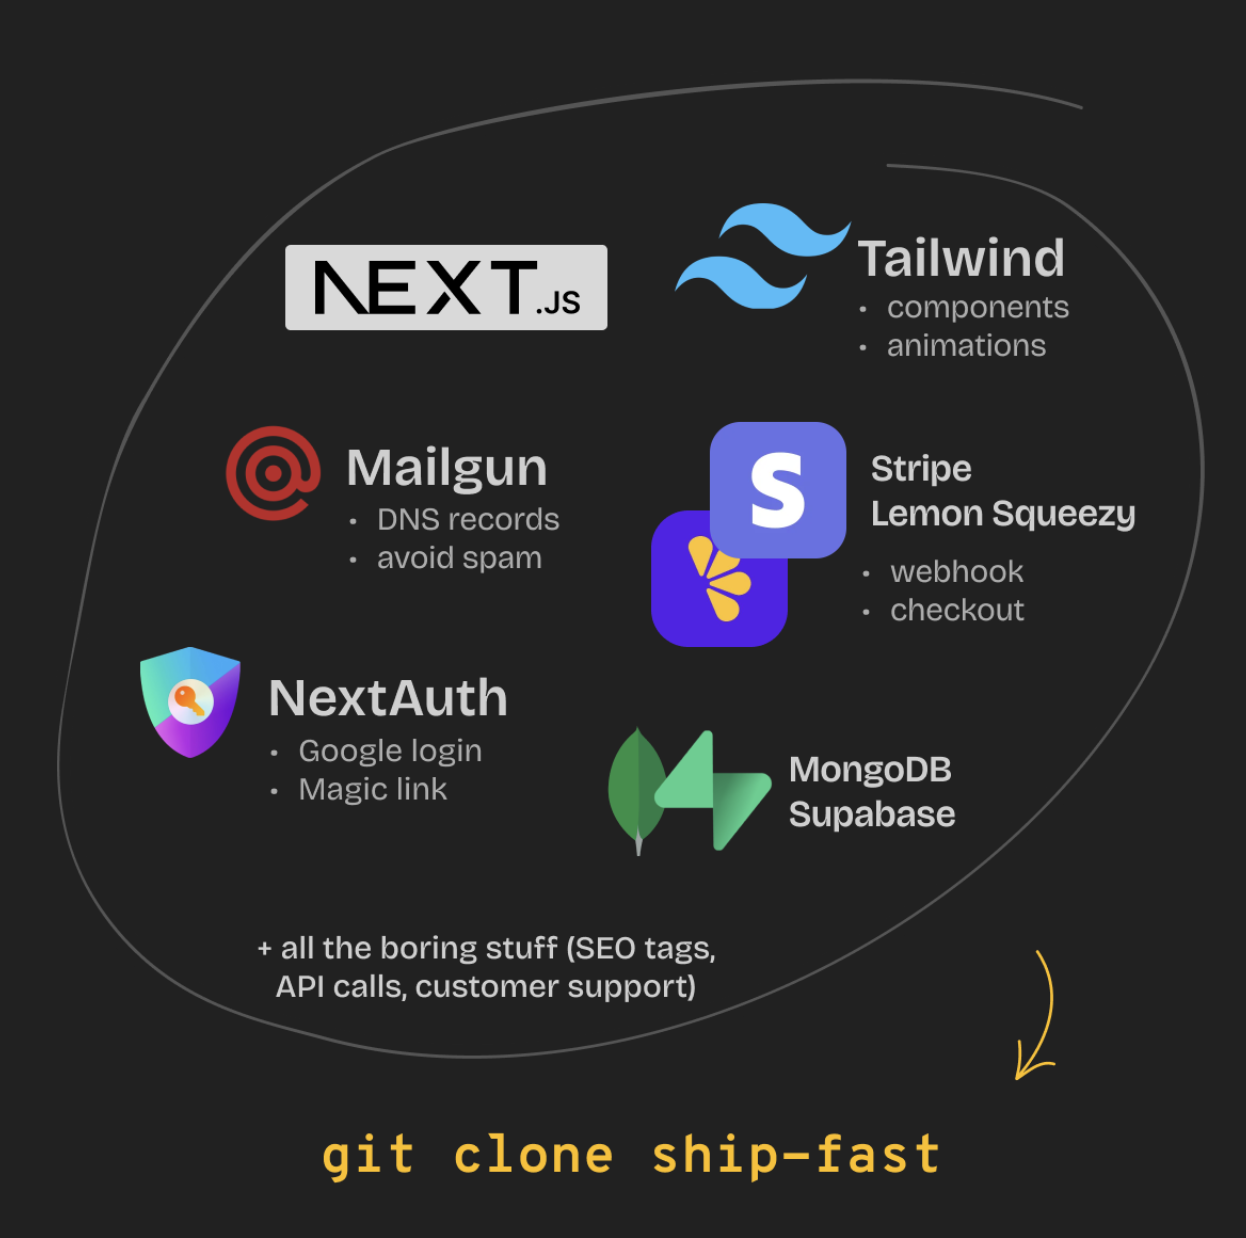 NEXT.JS
Tailwind
• components
• animations
Mailgun
• DNS records
• avoid spam
S
Stripe
Lemon Squeezy
• webhook
• checkout
NextAuth
• Google login
• Magic link
MongoDB
Supabase
+ all the boring stuff (SEO tags,
API calls, customer support)
git clone ship-fast